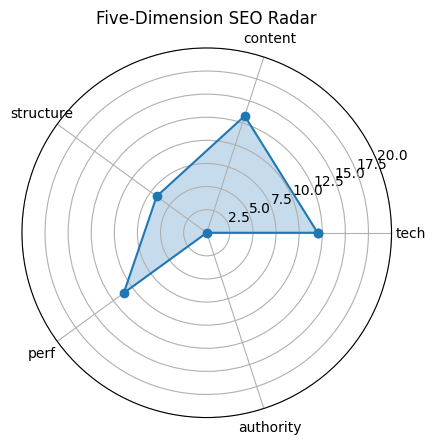 Five-Dimension SEO Radar
content
structure
20.0
17.5
15.0
12.5
10.0
7.5
5.0
2.5
tech
perf
authority